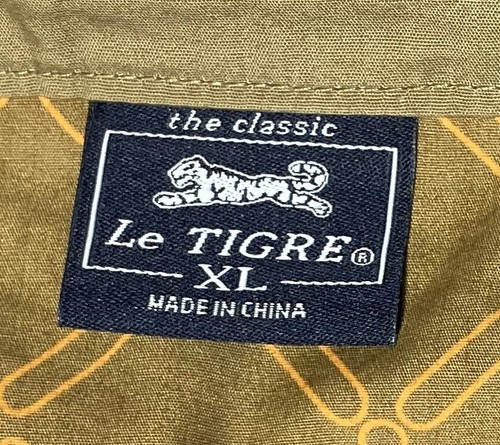 the classic
Le TIGRE®
XL
MADE IN CHINA